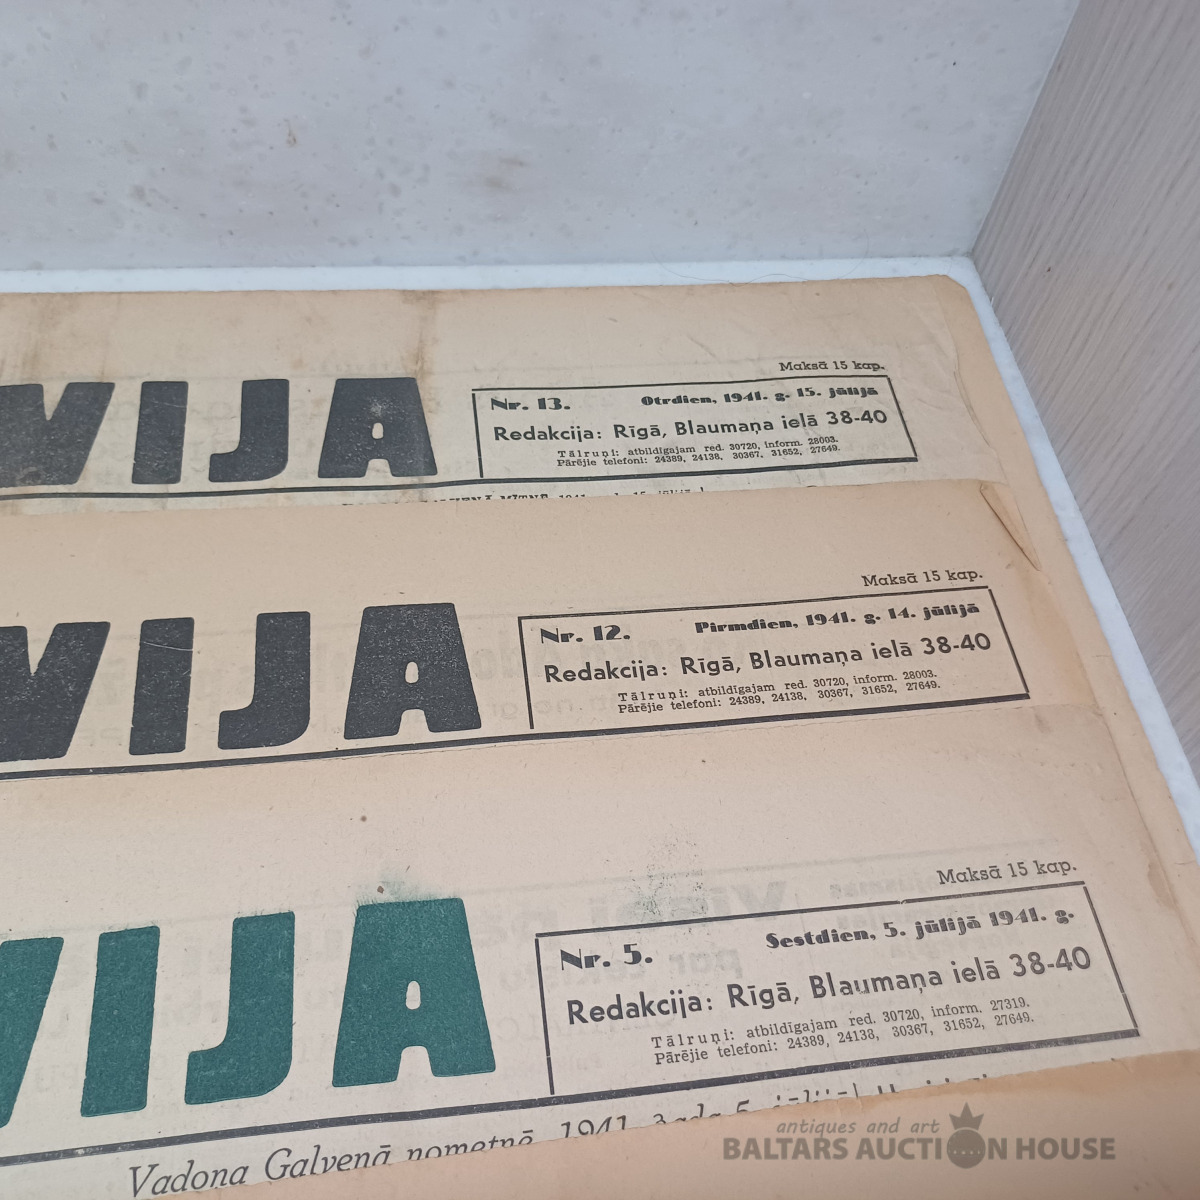 Maksā 15 kap.
VIJA
Nr. 13.
Otrdien, 1941. g. 15. jūlijā
Redakcija: Rīgā, Blaumaņa ielā 38-40
Tālruņi: atbildīgajam red. 30720, inform. 28003.
Pārējie telefoni: 24389, 24138, 30367, 31652, 27649.
Maksā 15 kap.
VIJA
Nr. 12.
Pirmdien, 1941. g. 14. jūlijā
Redakcija: Rīgā, Blaumaņa ielā 38-40
Tālruņi: atbildīgajam red. 30720, inform. 28003.
Pārējie telefoni: 24389, 24138, 30367, 31652, 27649.
Maksā 15 kap.
VIJA
Nr. 5.
Sestdien, 5. jūlijā 1941. g.
Redakcija: Rīgā, Blaumaņa ielā 38-40
Tālruņi: atbildīgajam red. 30720, inform. 27319.
Pārējie telefoni: 24389, 24138, 30367, 31652, 27649.
Vadona Galvenā nometnē, 1941.
antiques and art
BALTARS AUCTION HOUSE